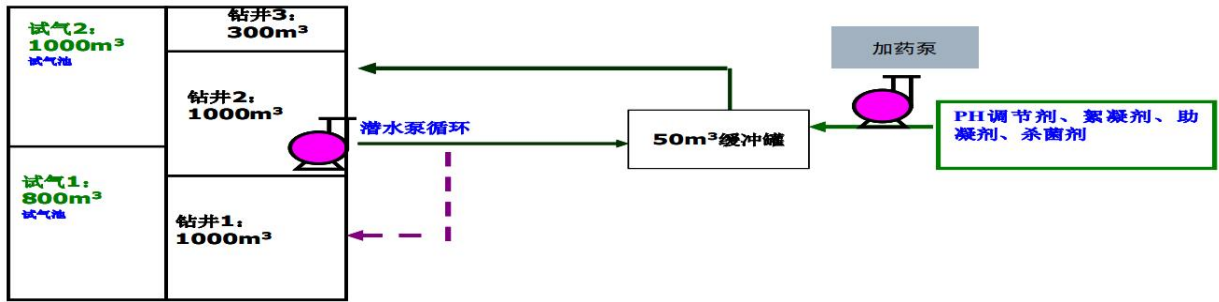 试气2：
1000m³
试气池
钻井3：
300m³
钻井2：
1000m³
潜水泵循环
50m³缓冲罐
加药泵
PH调节剂、絮凝剂、助
凝剂、杀菌剂
试气1：
800m³
试气池
钻井1：
1000m³